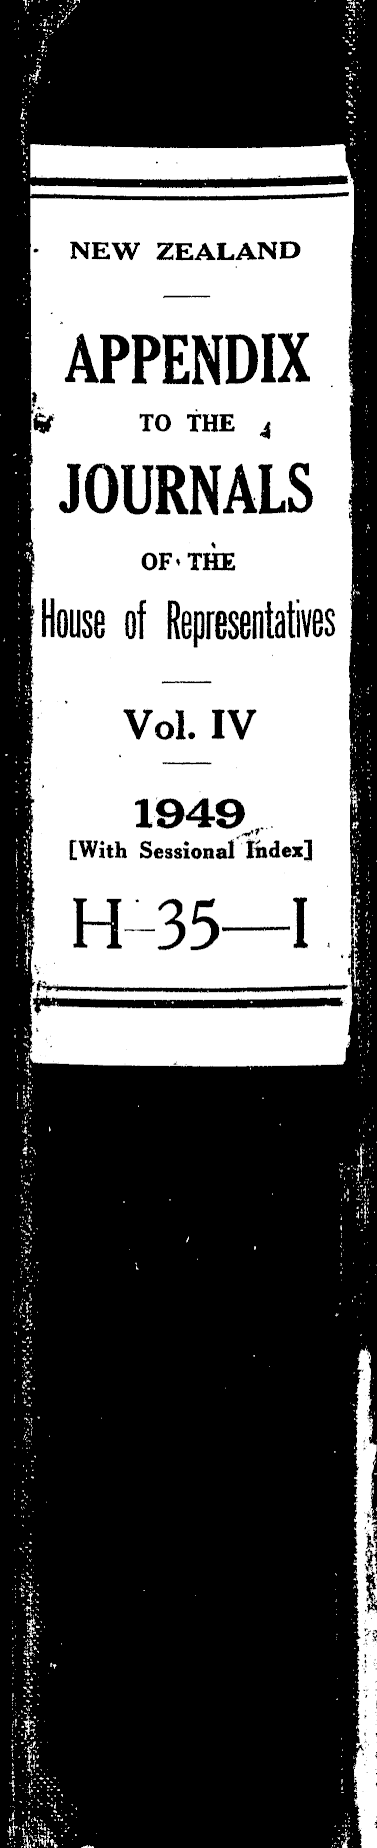 NEW ZEALAND
APPENDIX
TO THE
JOURNALS
OF THE
House of Representatives
Vol. IV
1949
[With Sessional Index]
H-35—I